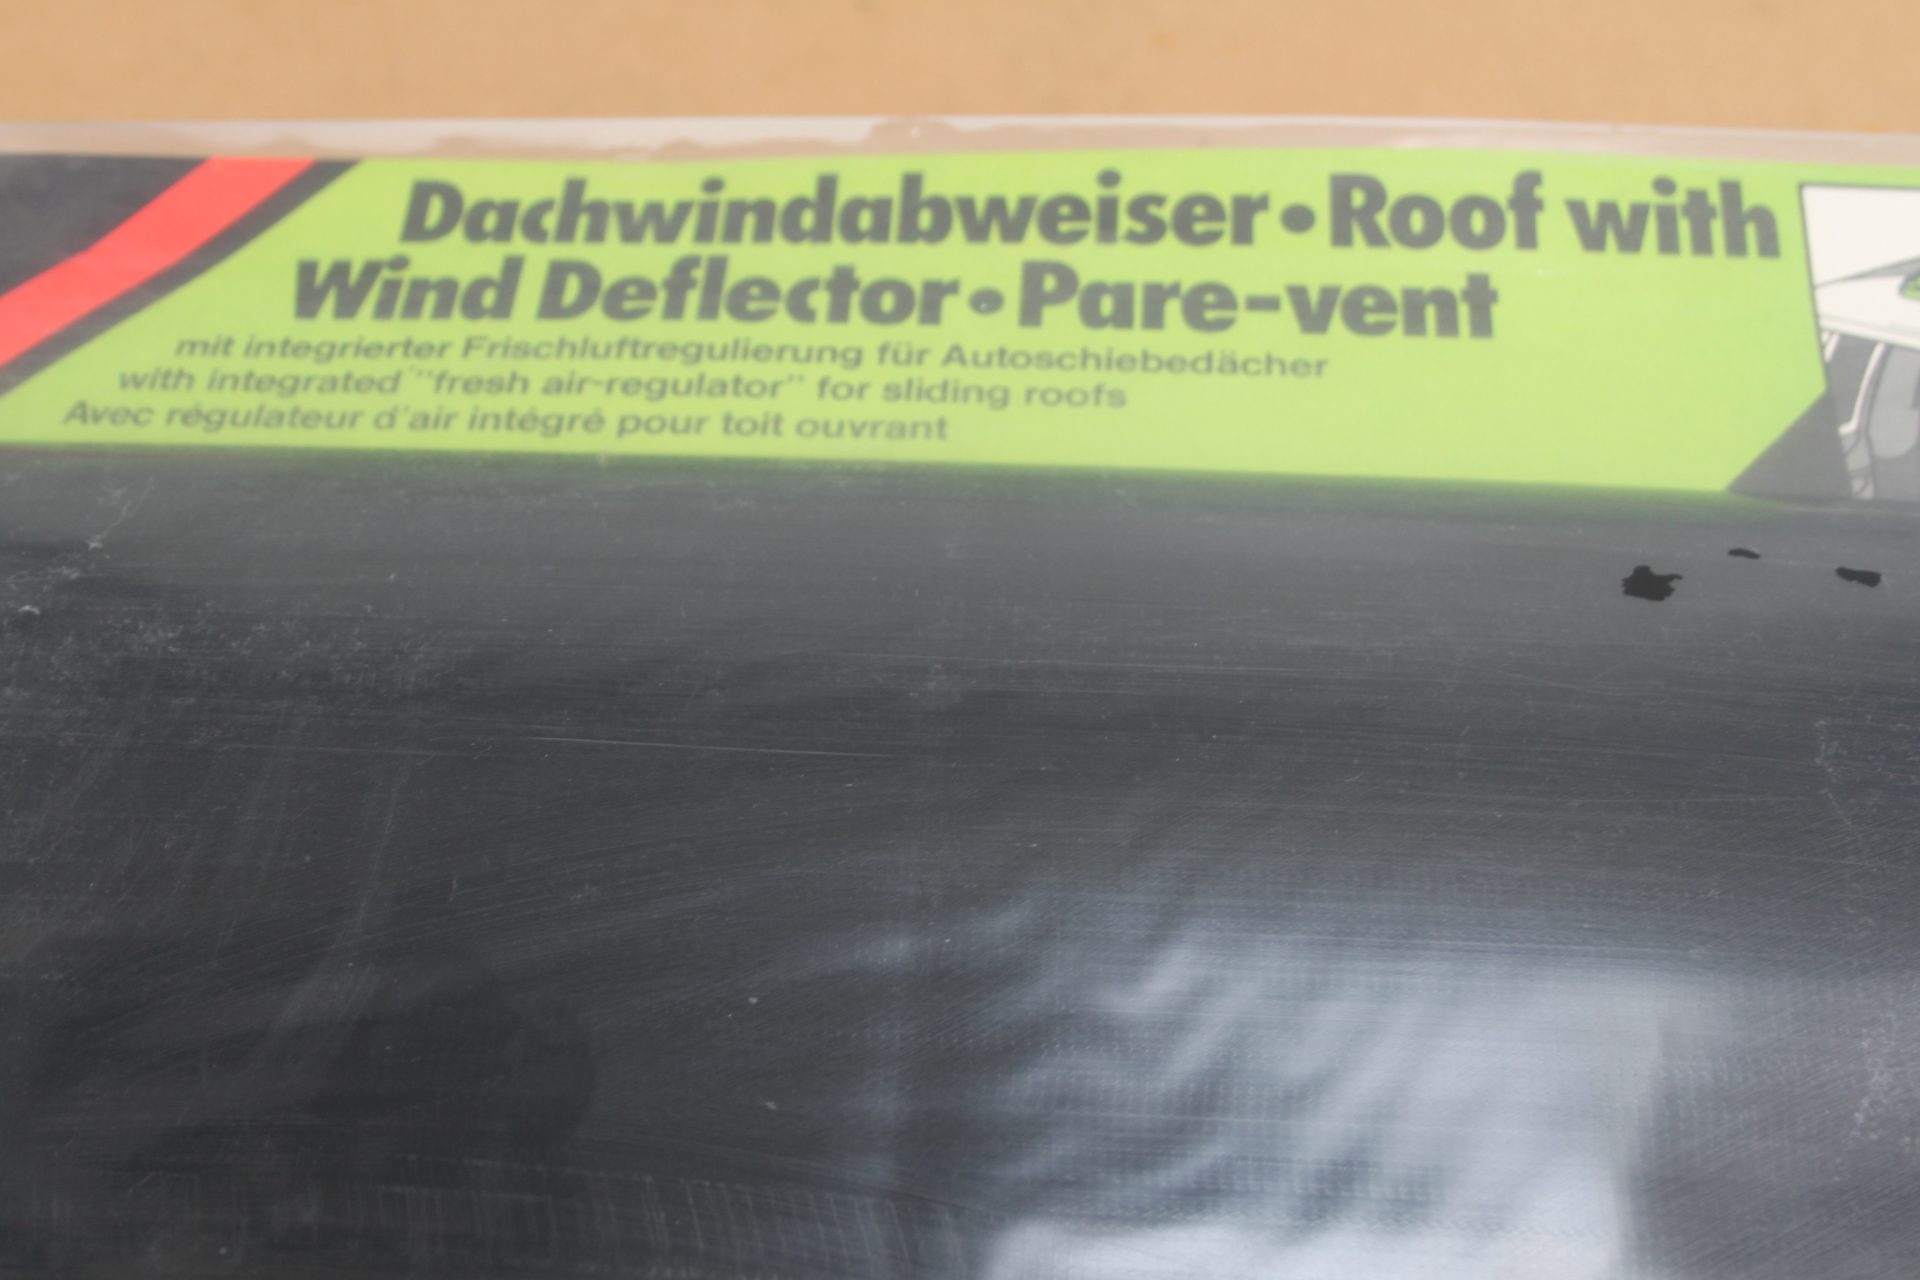 Dachwindabweiser • Roof with
Wind Deflector • Pare-vent
mit integrierter Frischluftregulierung für Autoschiebedächer
with integrated "fresh air-regulator" for sliding roofs
Avec régulateur d'air intégré pour toit ouvrant